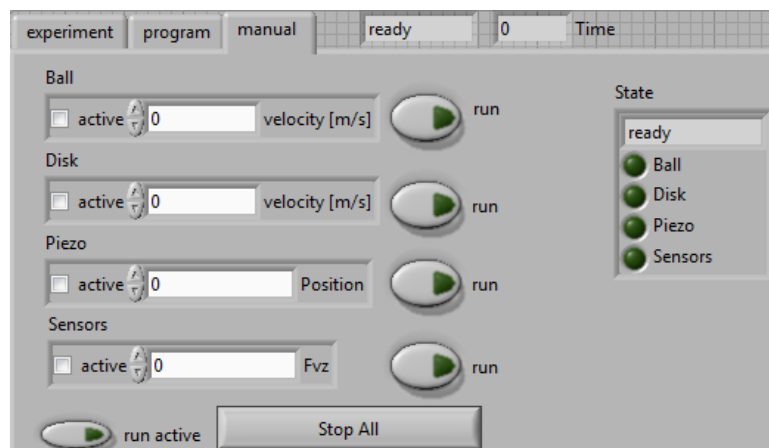 experiment program manual ready 0 Time
Ball
active 0 velocity [m/s] run
Disk
active 0 velocity [m/s] run
Piezo
active 0 Position run
Sensors
active 0 Fvz run
run active Stop All
State
ready
Ball
Disk
Piezo
Sensors